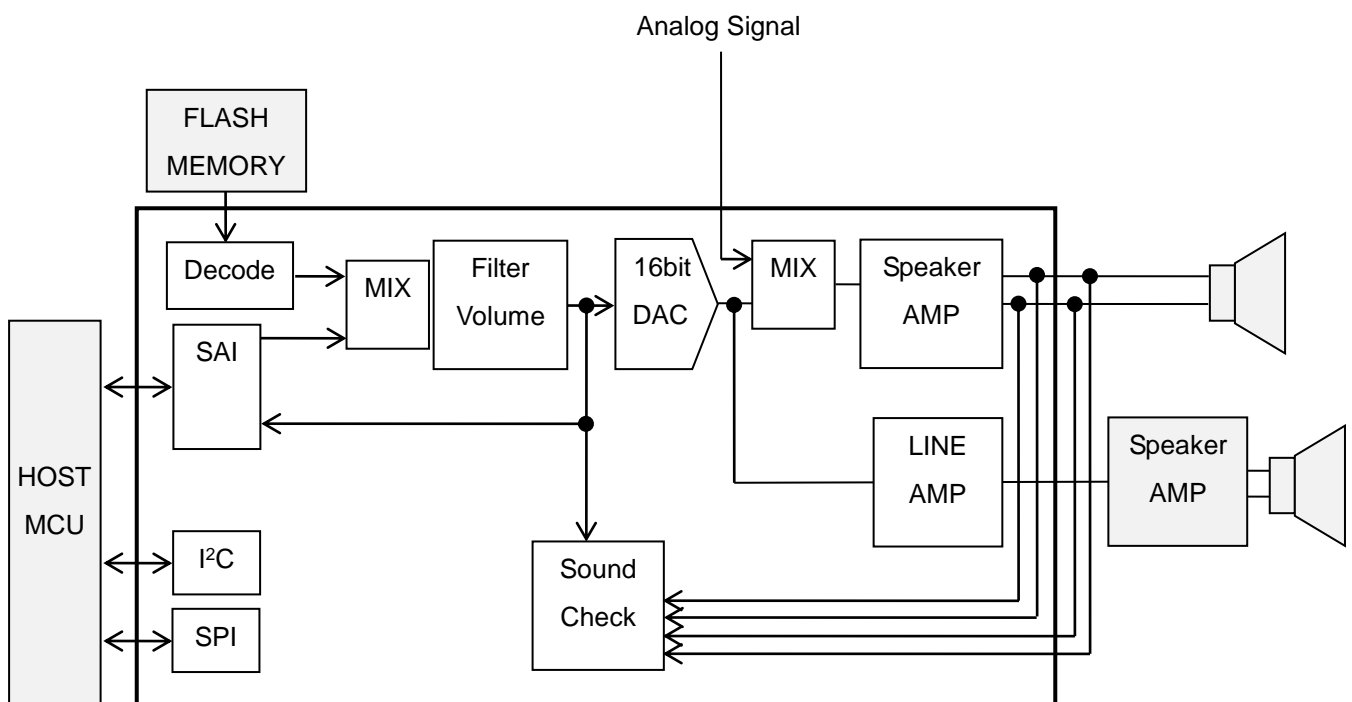 Analog Signal
FLASH
MEMORY
Decode
MIX
Filter
Volume
16bit
DAC
MIX
Speaker
AMP
SAI
HOST
MCU
LINE
AMP
Speaker
AMP
I²C
SPI
Sound
Check